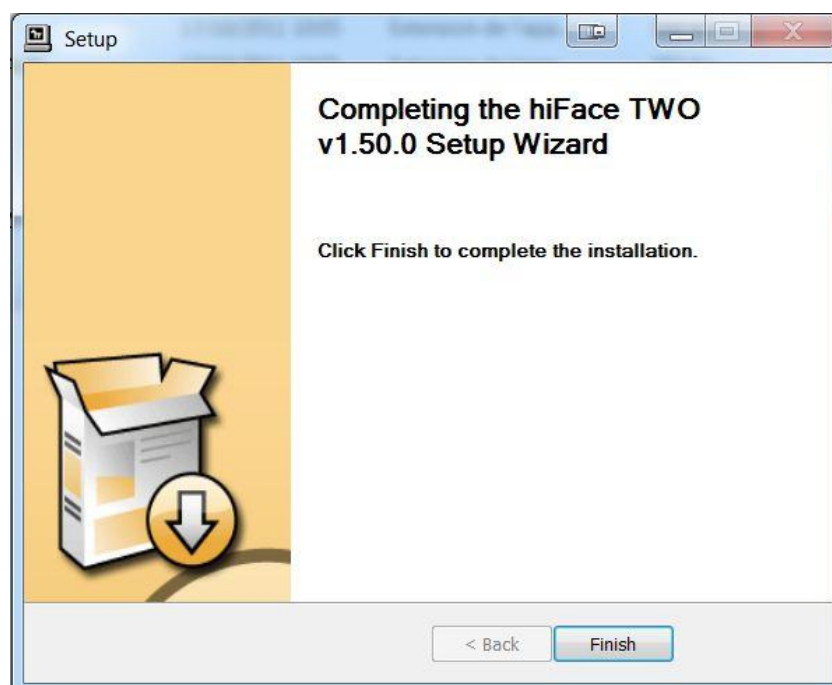 Setup
Completing the hiFace TWO
v1.50.0 Setup Wizard
Click Finish to complete the installation.
< Back
Finish